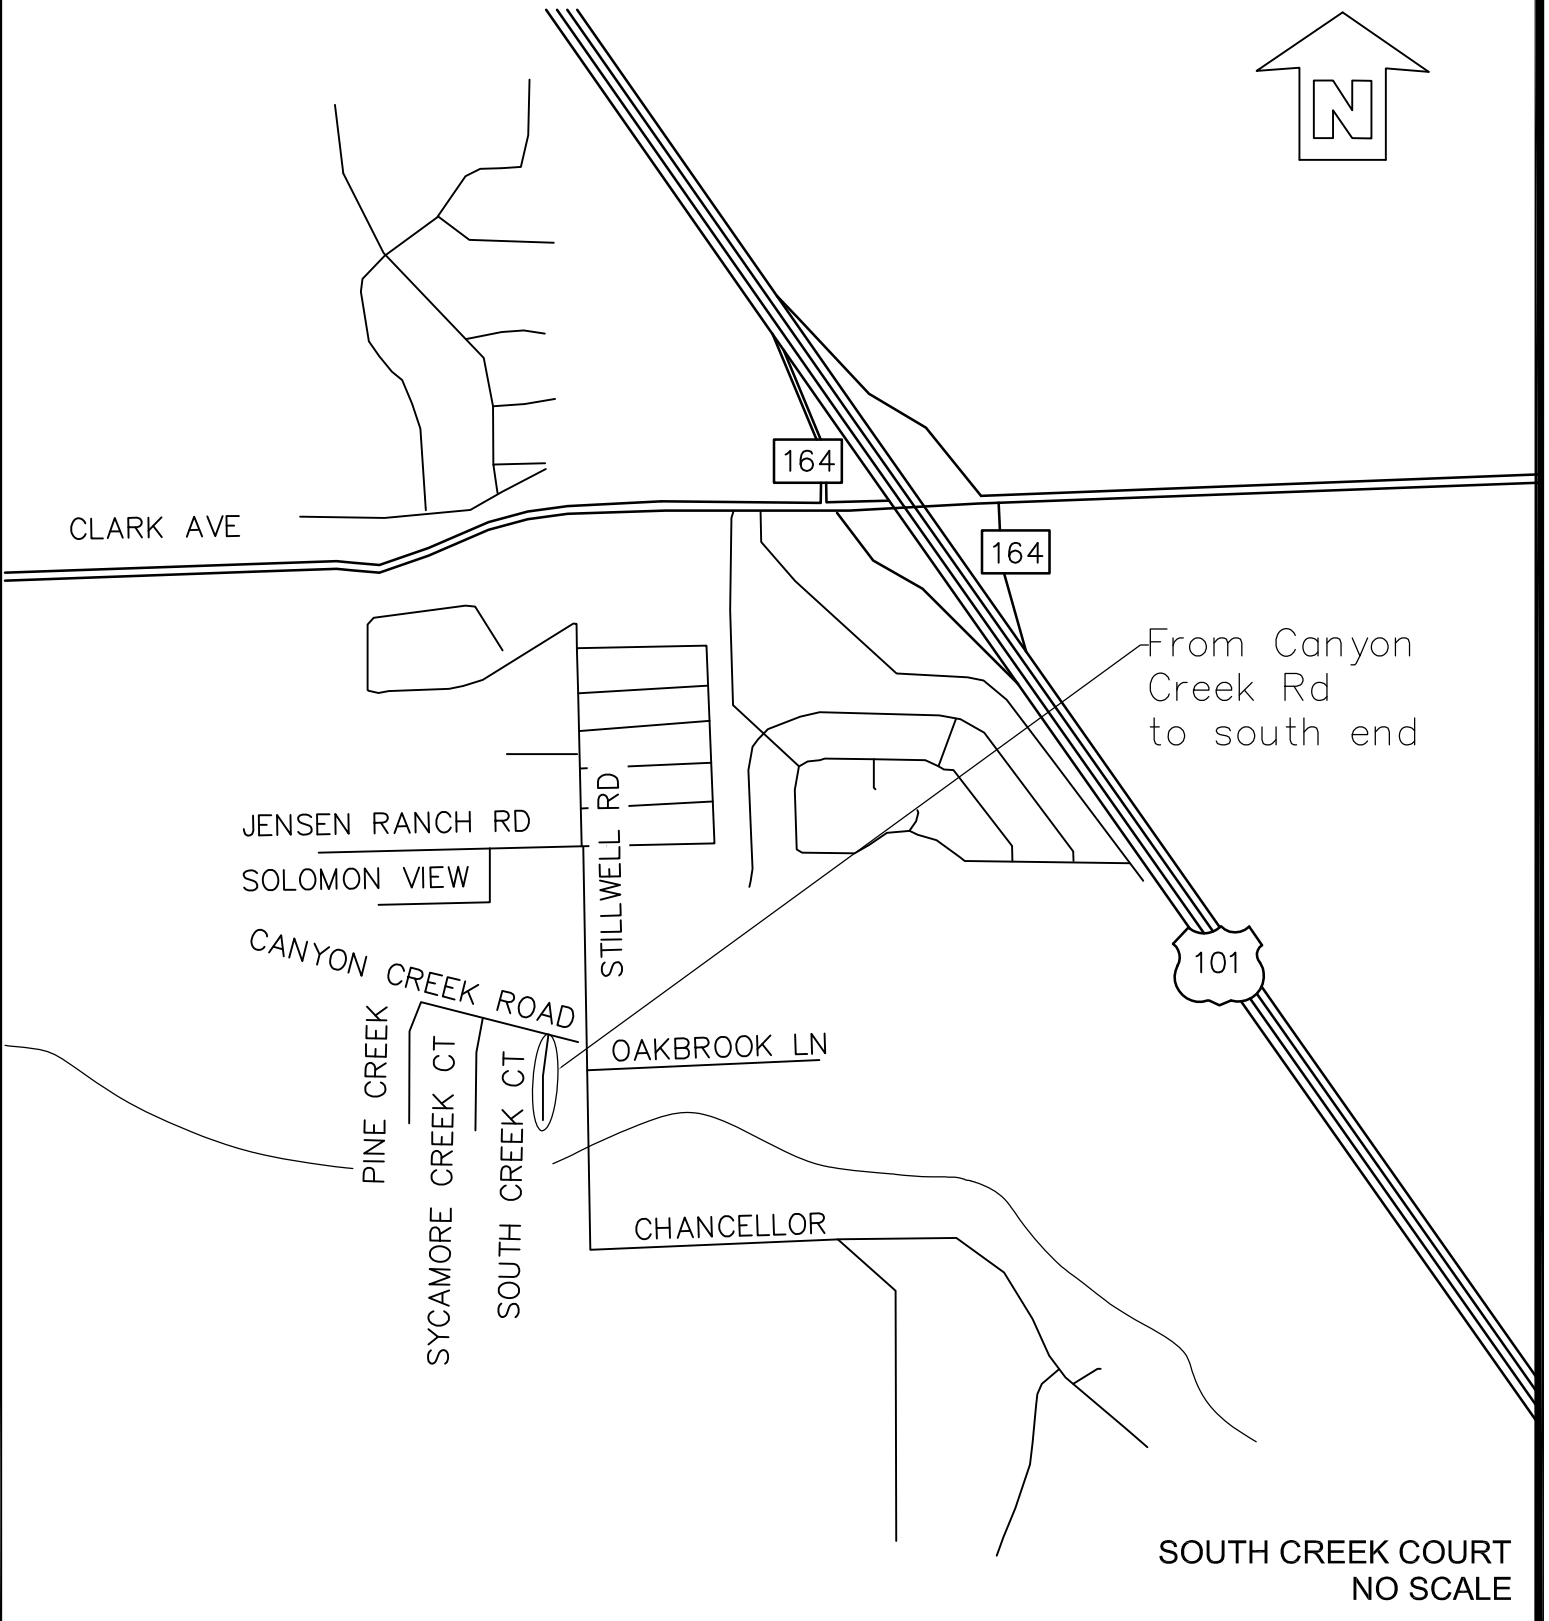 N
164
CLARK AVE
164
From Canyon
Creek Rd
to south end
STILLWELL RD
JENSEN RANCH RD
SOLOMON VIEW
CANYON CREEK ROAD
101
PINE CREEK
SYCAMORE CREEK CT
SOUTH CREEK CT
OAKBROOK LN
CHANCELLOR
SOUTH CREEK COURT
NO SCALE